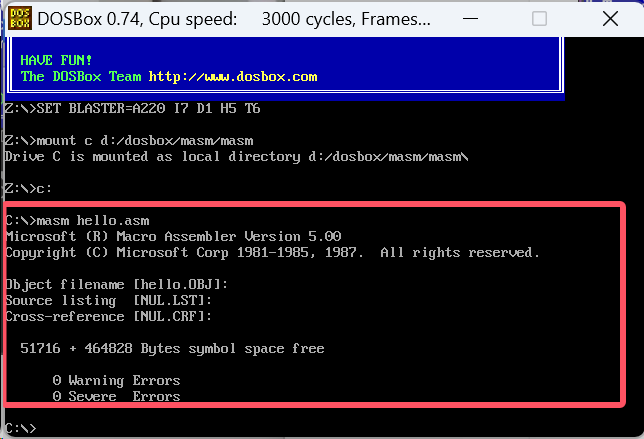 DOS
BOX
DOSBox 0.74, Cpu speed:    3000 cycles, Frames...
HAVE FUN!
The DOSBox Team http://www.dosbox.com
Z:\>SET BLASTER=A220 I7 D1 H5 T6
Z:\>mount c d:/dosbox/masm/masm
Drive C is mounted as local directory d:/dosbox/masm/masm\
Z:\>c:
C:\>masm hello.asm
Microsoft (R) Macro Assembler Version 5.00
Copyright (C) Microsoft Corp 1981-1985, 1987.  All rights reserved.
Object filename [hello.OBJ]:
Source listing  [NUL.LST]:
Cross-reference [NUL.CRF]:
51716 + 464828 Bytes symbol space free
0 Warning Errors
0 Severe  Errors
C:\>